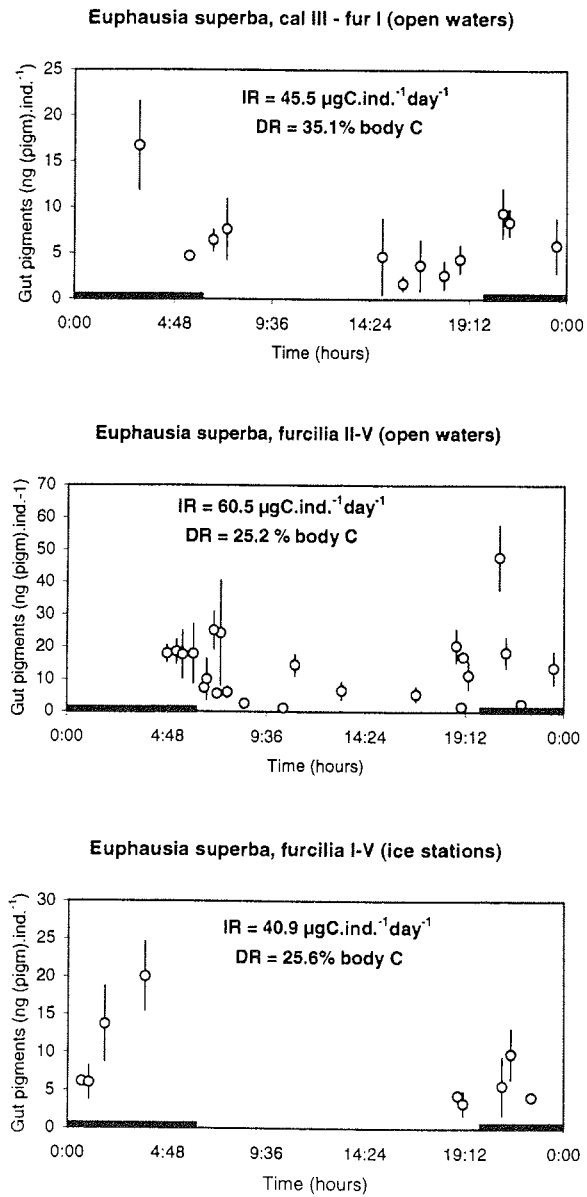 Euphausia superba, cal III - fur I (open waters)
Gut pigments (ng (pigm).ind.⁻¹)
25
20
15
10
5
0
IR = 45.5 µgC.ind.⁻¹day⁻¹
DR = 35.1% body C
0:00 4:48 9:36 14:24 19:12 0:00
Time (hours)
Euphausia superba, furcilia II-V (open waters)
Gut pigments (ng (pigm).ind.-1)
70
60
50
40
30
20
10
0
IR = 60.5 µgC.ind.⁻¹day⁻¹
DR = 25.2 % body C
0:00 4:48 9:36 14:24 19:12 0:00
Time (hours)
Euphausia superba, furcilia I-V (ice stations)
Gut pigments (ng (pigm).ind.⁻¹)
30
25
20
15
10
5
0
IR = 40.9 µgC.ind.⁻¹day⁻¹
DR = 25.6% body C
0:00 4:48 9:36 14:24 19:12 0:00
Time (hours)